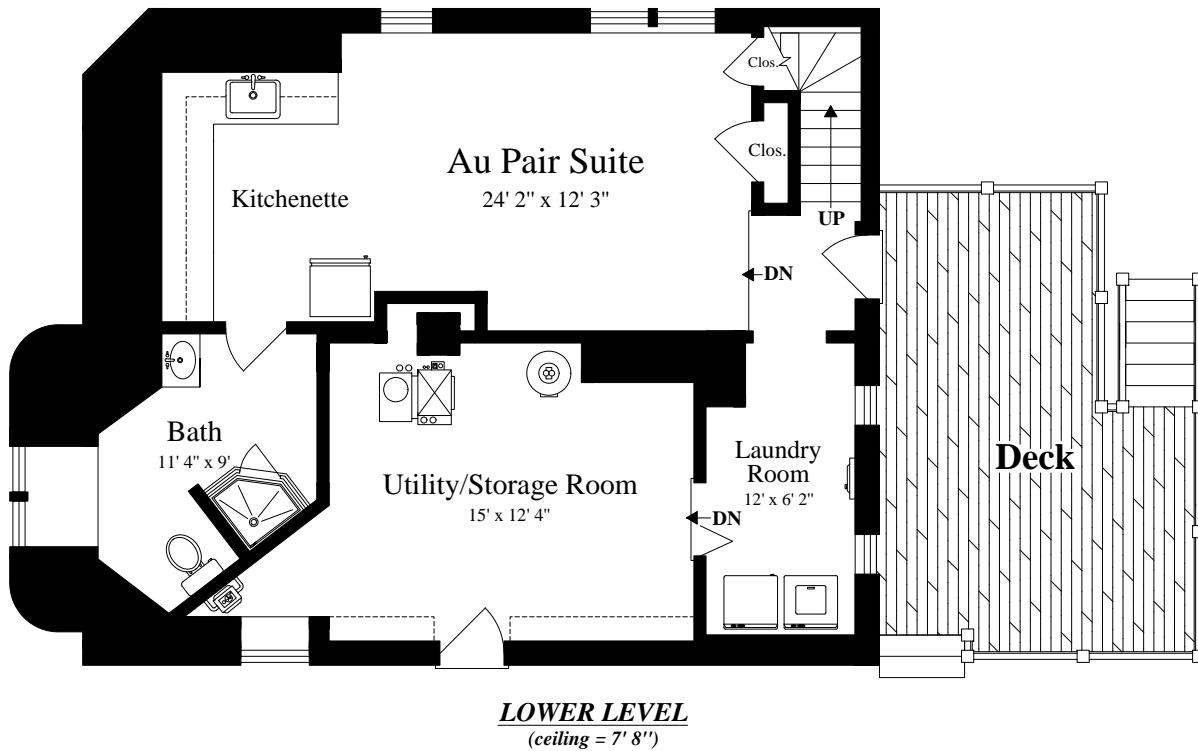 Clos.
Au Pair Suite
24' 2" x 12' 3"
Clos.
Kitchenette
UP
DN
Bath
11' 4" x 9'
Laundry
Room
12' x 6' 2"
Deck
Utility/Storage Room
15' x 12' 4"
DN
LOWER LEVEL
(ceiling = 7' 8")